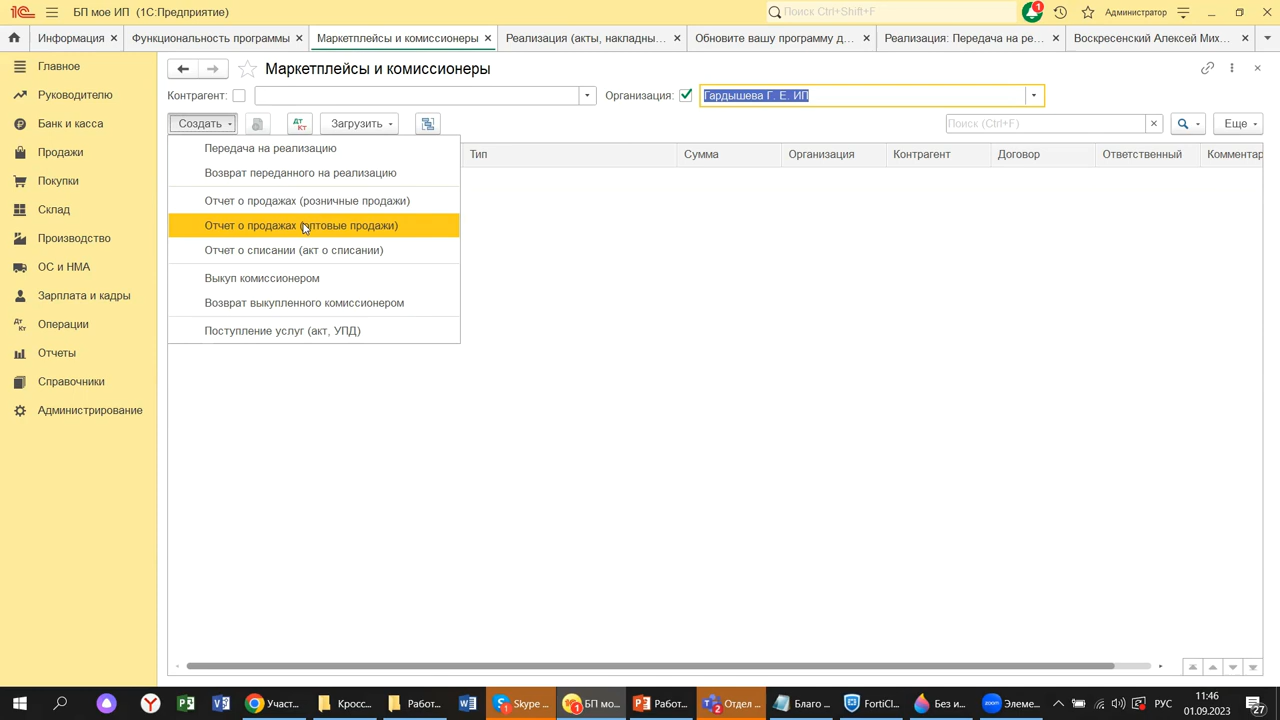 БП мое ИП (1С:Предприятие)
Поиск Ctrl+Shift+F
1
Администратор
Информация
Функциональность программы
Маркетплейсы и комиссионеры
Реализация (акты, накладны...
Обновите вашу программу д...
Реализация: Передача на ре...
Воскресенский Алексей Мих...
Главное
Руководителю
Банк и касса
Продажи
Покупки
Склад
Производство
ОС и НМА
Зарплата и кадры
Операции
Отчеты
Справочники
Администрирование
Маркетплейсы и комиссионеры
Контрагент:
Организация:
Гардышева Г. Е. ИП
Создать
Дт Кт
Загрузить
Поиск (Ctrl+F)
Еще
Тип
Сумма
Организация
Контрагент
Договор
Ответственный
Комментар
Передача на реализацию
Возврат переданного на реализацию
Отчет о продажах (розничные продажи)
Отчет о продажах (оптовые продажи)
Отчет о списании (акт о списании)
Выкуп комиссионером
Возврат выкупленного комиссионером
Поступление услуг (акт, УПД)
Участ...
Кросс...
Работ...
Skype ...
БП мо...
Работ...
Отдел ...
Благо ...
FortiCl...
Без и...
Элеме...
РУС
11:46
01.09.2023
27